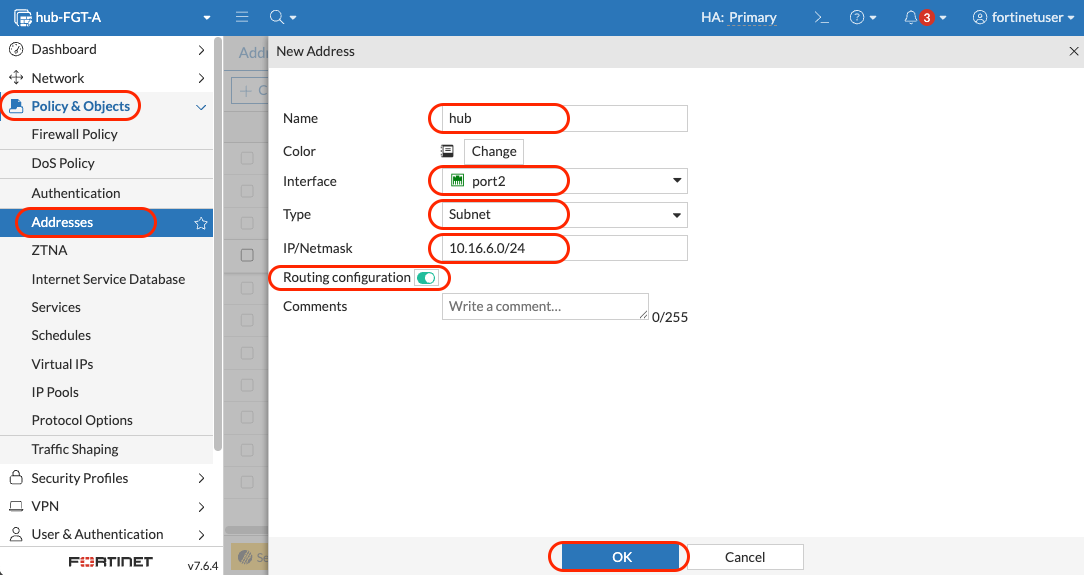 hub-FGT-A
HA: Primary
>_
?
3
fortinetuser
Dashboard
Network
Policy & Objects
Firewall Policy
DoS Policy
Authentication
Addresses
ZTNA
Internet Service Database
Services
Schedules
Virtual IPs
IP Pools
Protocol Options
Traffic Shaping
Security Profiles
VPN
User & Authentication
FORTINET
v7.6.4
Addr
+ C
Se
New Address
Name
hub
Color
Change
Interface
port2
Type
Subnet
IP/Netmask
10.16.6.0/24
Routing configuration
Comments
Write a comment...
0/255
OK
Cancel